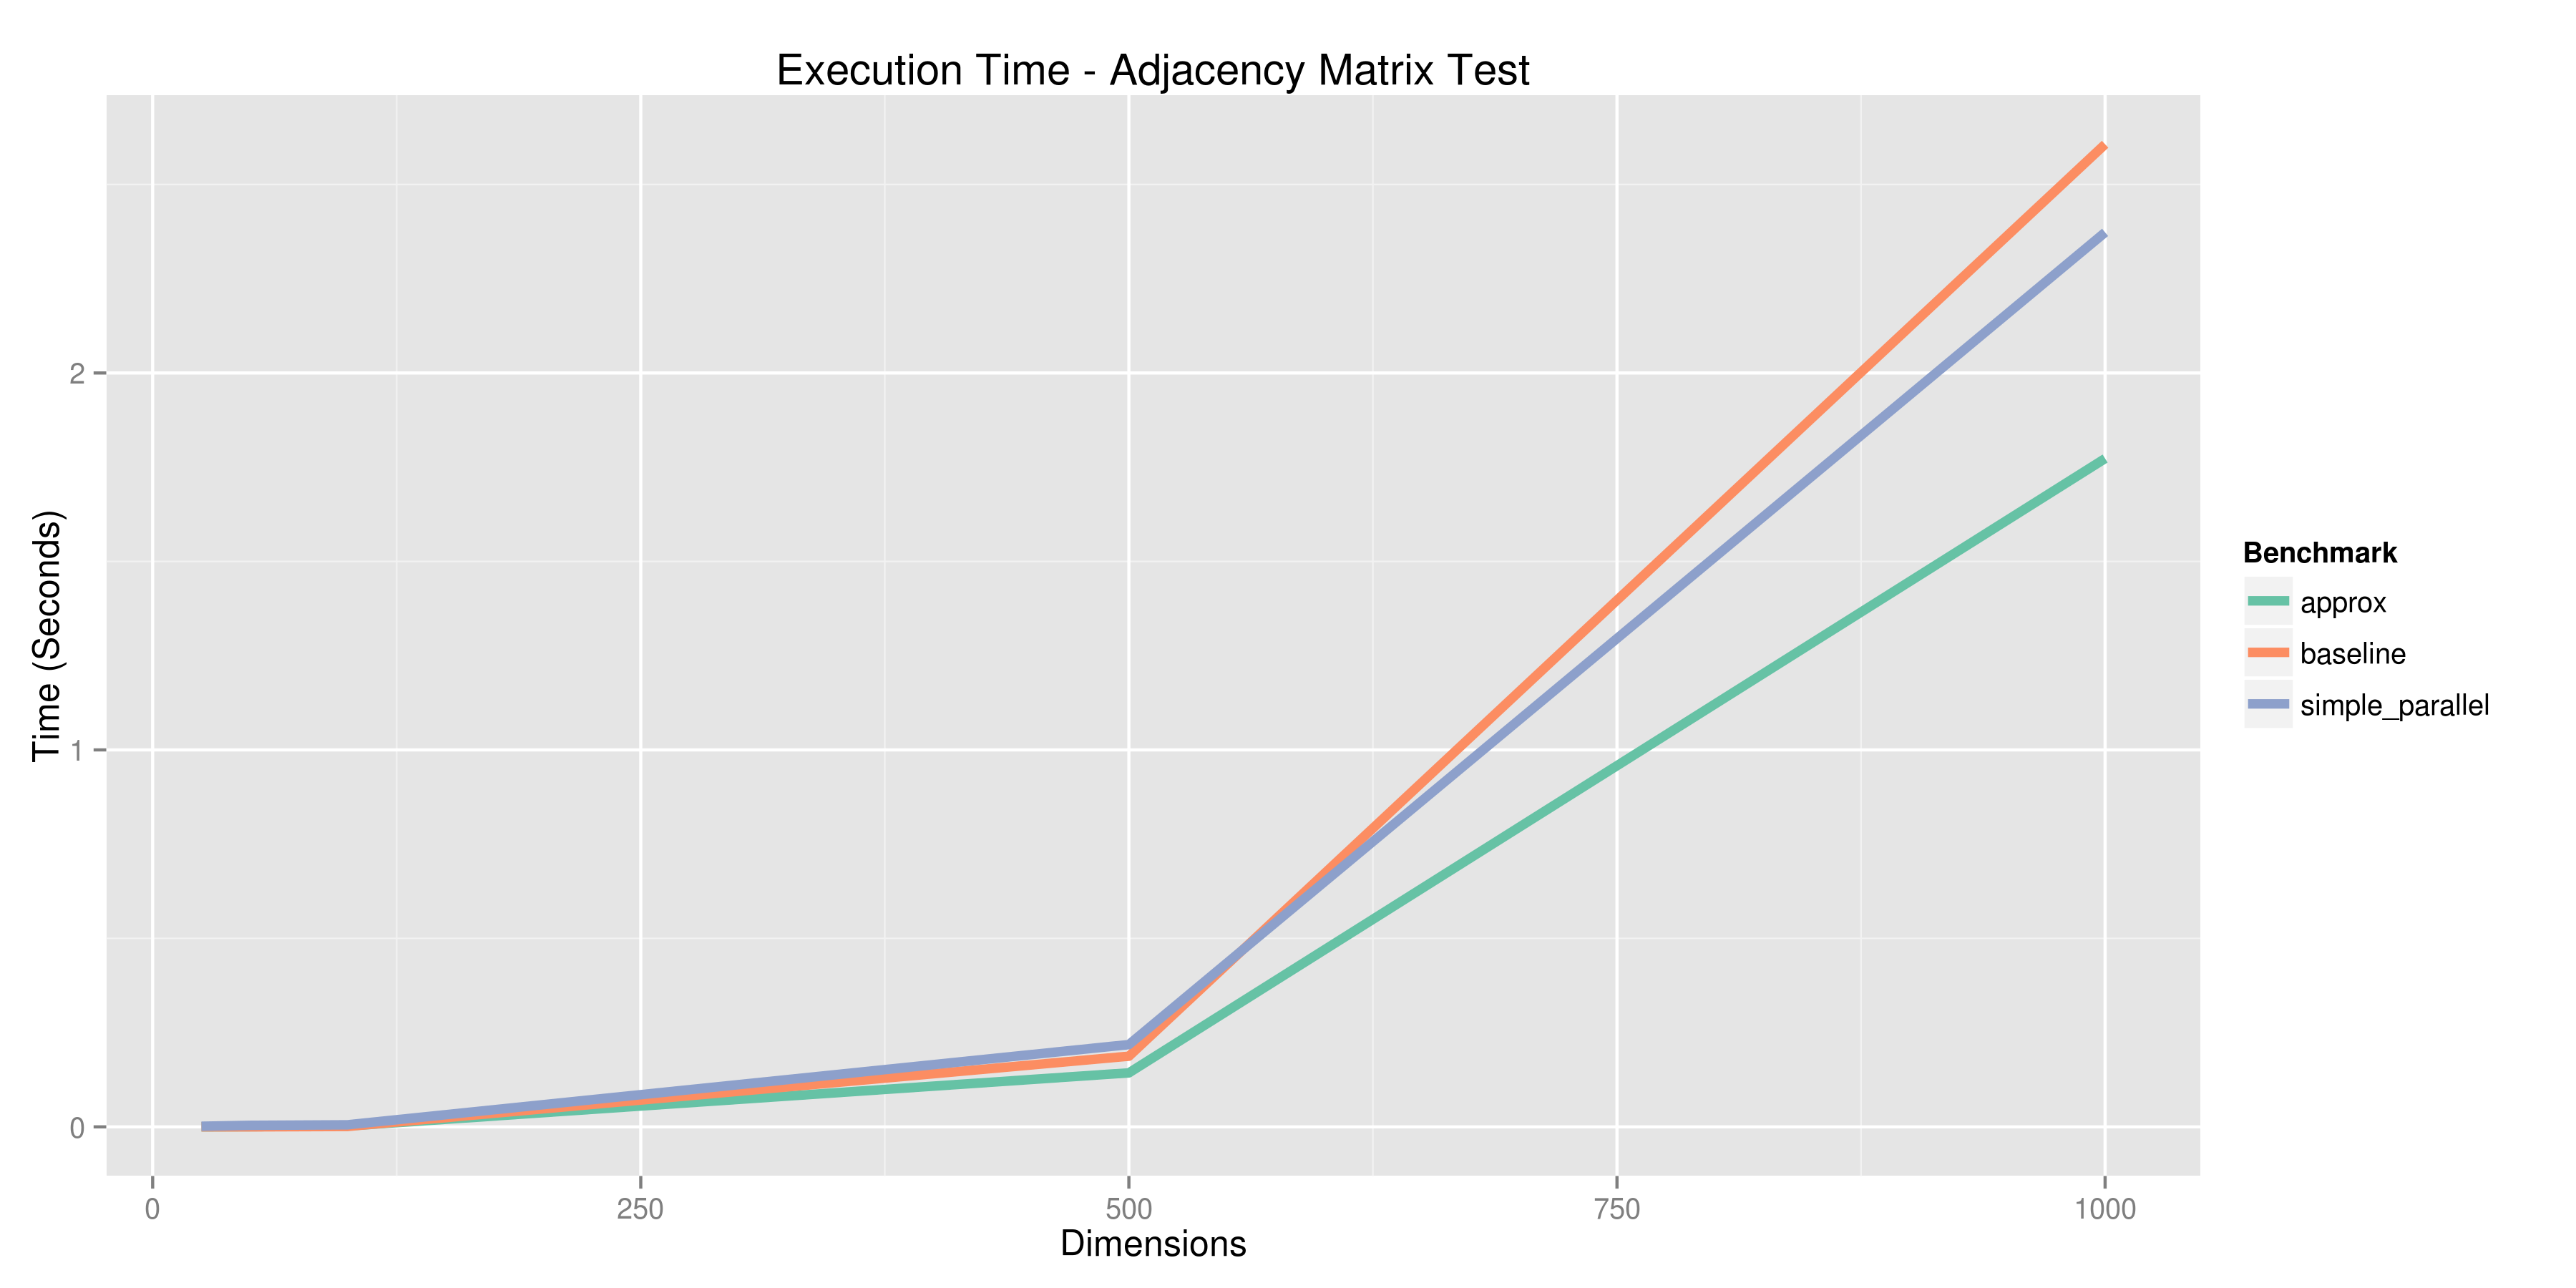 Execution Time - Adjacency Matrix Test
Time (Seconds)
2
1
0
0 250 500 750 1000
Dimensions
Benchmark
approx
baseline
simple_parallel